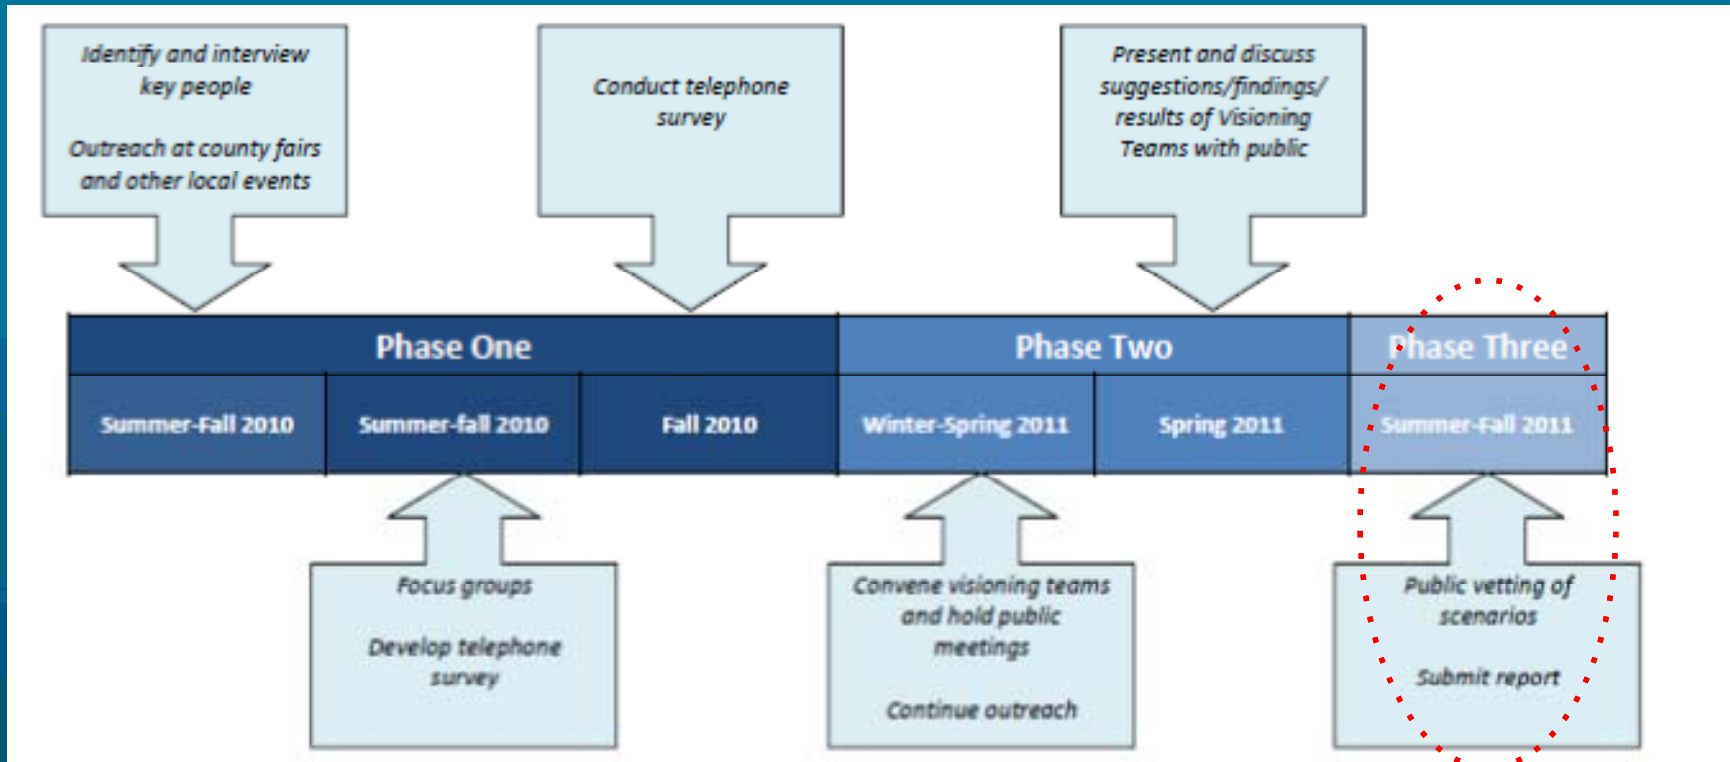 Identify and interview
key people
Outreach at county fairs
and other local events
Conduct telephone
survey
Present and discuss
suggestions/findings/
results of Visioning
Teams with public
Phase One
Phase Two
Phase Three
Summer-Fall 2010
Summer-fall 2010
Fall 2010
Winter-Spring 2011
Spring 2011
Summer-Fall 2011
Focus groups
Develop telephone
survey
Convene visioning teams
and hold public
meetings
Continue outreach
Public vetting of
scenarios
Submit report